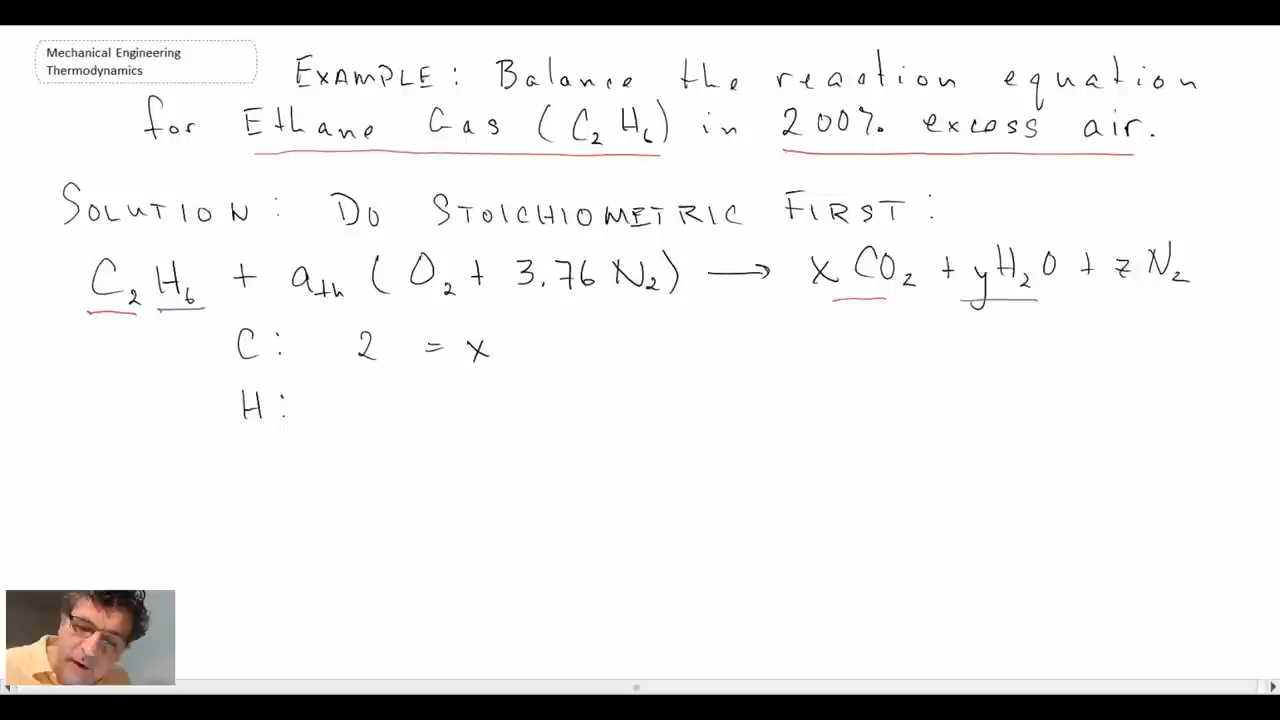 Mechanical Engineering
Thermodynamics
EXAMPLE: Balance the reaction equation
for Ethane Gas (C₂H₆) in 200% excess air.
SOLUTION: DO STOICHIOMETRIC FIRST:
C₂H₆ + aₜₕ (O₂ + 3.76 N₂) → x CO₂ + yH₂O + z N₂
C: 2 = x
H: